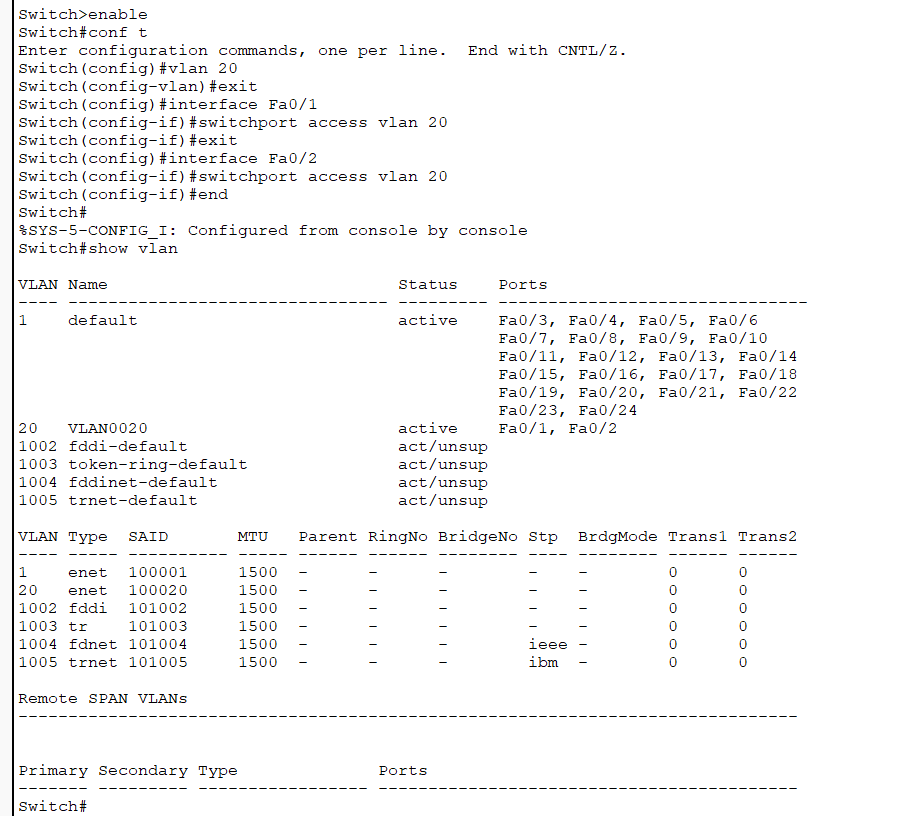 Switch>enable
Switch#conf t
Enter configuration commands, one per line.  End with CNTL/Z.
Switch(config)#vlan 20
Switch(config-vlan)#exit
Switch(config)#interface Fa0/1
Switch(config-if)#switchport access vlan 20
Switch(config-if)#exit
Switch(config)#interface Fa0/2
Switch(config-if)#switchport access vlan 20
Switch(config-if)#end
Switch#
%SYS-5-CONFIG_I: Configured from console by console
Switch#show vlan

VLAN Name                             Status    Ports
---- -------------------------------- --------- -------------------------------
1    default                          active    Fa0/3, Fa0/4, Fa0/5, Fa0/6
                                                Fa0/7, Fa0/8, Fa0/9, Fa0/10
                                                Fa0/11, Fa0/12, Fa0/13, Fa0/14
                                                Fa0/15, Fa0/16, Fa0/17, Fa0/18
                                                Fa0/19, Fa0/20, Fa0/21, Fa0/22
                                                Fa0/23, Fa0/24
20   VLAN0020                         active    Fa0/1, Fa0/2
1002 fddi-default                     act/unsup
1003 token-ring-default               act/unsup
1004 fddinet-default                  act/unsup
1005 trnet-default                    act/unsup

VLAN Type  SAID       MTU   Parent RingNo BridgeNo Stp  BrdgMode Trans1 Trans2
---- ----- ---------- ----- ------ ------ -------- ---- -------- ------ ------
1    enet  100001     1500  -      -      -        -    -        0      0
20   enet  100020     1500  -      -      -        -    -        0      0
1002 fddi  101002     1500  -      -      -        -    -        0      0
1003 tr    101003     1500  -      -      -        -    -        0      0
1004 fdnet 101004     1500  -      -      -        ieee -        0      0
1005 trnet 101005     1500  -      -      -        ibm  -        0      0

Remote SPAN VLANs
------------------------------------------------------------------------------

Primary Secondary Type              Ports
------- --------- ----------------- ------------------------------------------
Switch#